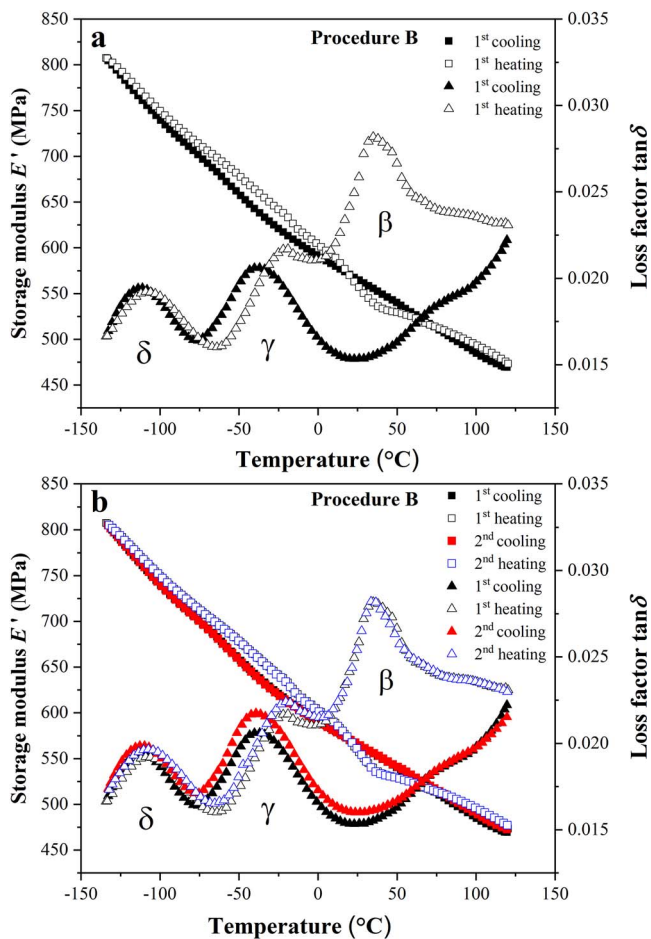 a
Procedure B
1st cooling
1st heating
1st cooling
1st heating
850
800
750
700
650
600
550
500
450
Storage modulus E' (MPa)
0.035
0.030
0.025
0.020
0.015
Loss factor tanδ
δ
γ
β
-150 -100 -50 0 50 100 150
Temperature (°C)
b
Procedure B
1st cooling
1st heating
2nd cooling
2nd heating
1st cooling
1st heating
2nd cooling
2nd heating
850
800
750
700
650
600
550
500
450
Storage modulus E' (MPa)
0.035
0.030
0.025
0.020
0.015
Loss factor tanδ
δ
γ
β
-150 -100 -50 0 50 100 150
Temperature (°C)